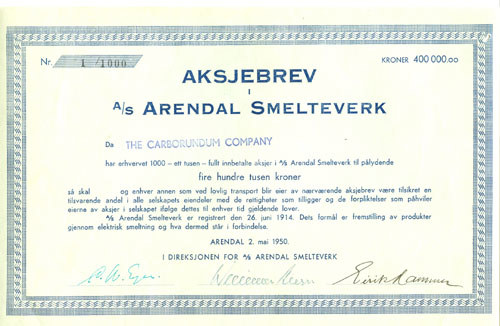 Nr. 1 / 1000 KRONER 400 000.00
AKSJEBREV
I
A/S ARENDAL SMELTEVERK
Da THE CARBORUNDUM COMPANY
har erhvervet 1000 – ett tusen – fullt innbetalte aksjer i A/S Arendal Smelteverk til pålydende
fire hundre tusen kroner
så skal og enhver annen som ved lovlig transport blir eier av nærværende aksjebrev være tilsikret en
tilsvarende andel i alle selskapets eiendeler med de rettigheter som tilligger og de forpliktelser som påhviler
eierne av aksjer i selskapet ifølge dettes til enhver tid gjeldende lover.
A/S Arendal Smelteverk er registrert den 26. juni 1914. Dets formål er fremstilling av produkter
gjennom elektrisk smeltning og hva dermed står i forbindelse.
ARENDAL 2. mai 1950.
I DIREKSJONEN FOR A/S ARENDAL SMELTEVERK